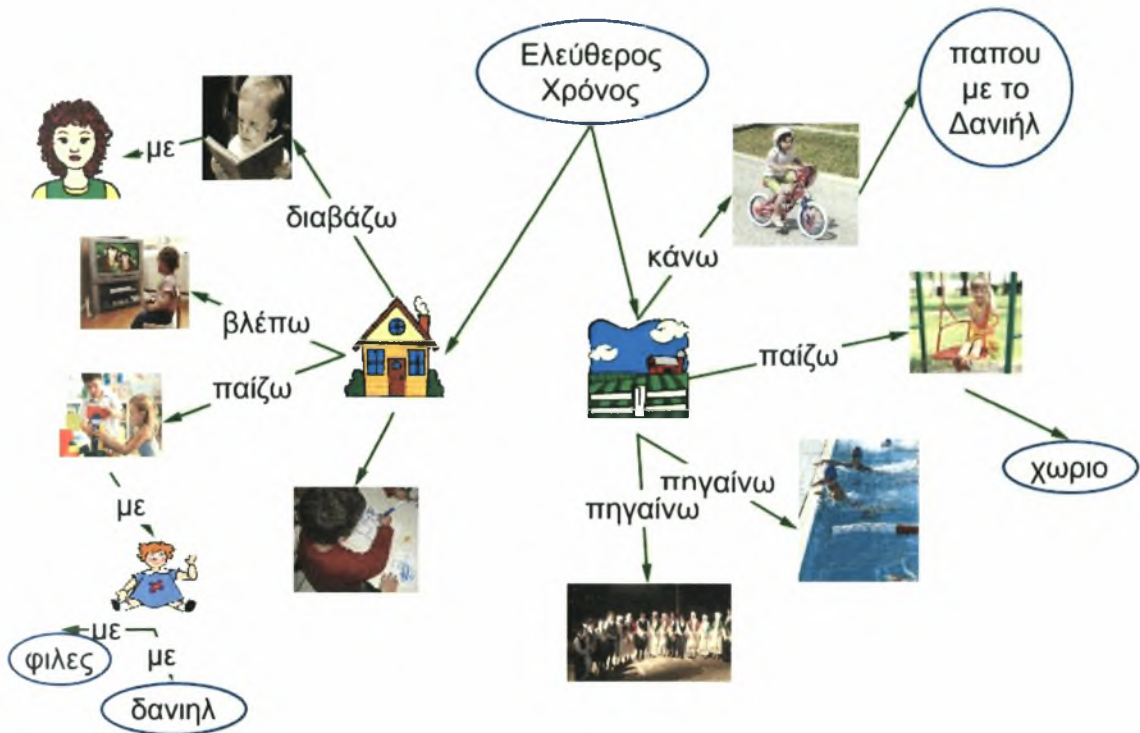 Ελεύθερος
Χρόνος
παπου
με το
Δανιήλ
με
διαβάζω
κάνω
βλέπω
παίζω
παίζω
χωριο
πηγαίνω
πηγαίνω
με
με
φιλες
με
δανιηλ